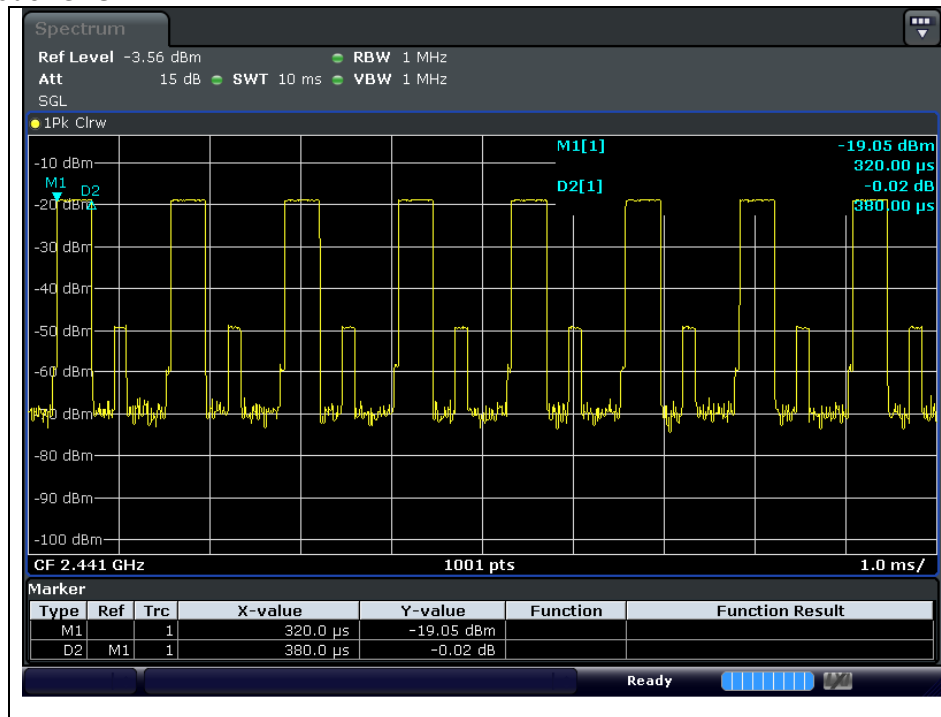 Spectrum
Ref Level -3.56 dBm RBW 1 MHz
Att 15 dB SWT 10 ms VBW 1 MHz
SGL
1Pk Clrw
M1[1] -19.05 dBm
320.00 µs
D2[1] -0.02 dB
380.00 µs
-10 dBm
M1
D2
-20 dBm
-30 dBm
-40 dBm
-50 dBm
-60 dBm
-70 dBm
-80 dBm
-90 dBm
-100 dBm
CF 2.441 GHz 1001 pts 1.0 ms/
Marker
Type Ref Trc X-value Y-value Function Function Result
M1 1 320.0 µs -19.05 dBm
D2 M1 1 380.0 µs -0.02 dB
Ready